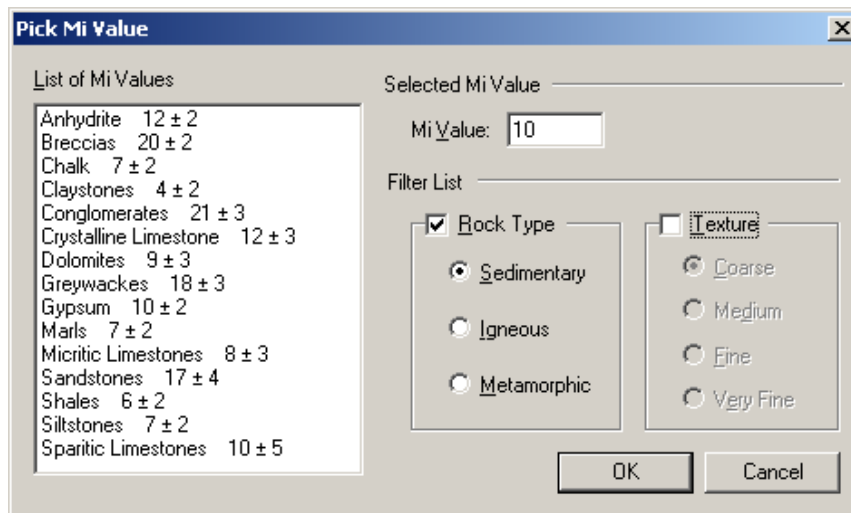 Pick Mi Value
List of Mi Values
Anhydrite 12 ± 2
Breccias 20 ± 2
Chalk 7 ± 2
Claystones 4 ± 2
Conglomerates 21 ± 3
Crystalline Limestone 12 ± 3
Dolomites 9 ± 3
Greywackes 18 ± 3
Gypsum 10 ± 2
Marls 7 ± 2
Micritic Limestones 8 ± 3
Sandstones 17 ± 4
Shales 6 ± 2
Siltstones 7 ± 2
Sparitic Limestones 10 ± 5
Selected Mi Value
Mi Value: 10
Filter List
Rock Type
Sedimentary
Igneous
Metamorphic
Texture
Coarse
Medium
Fine
Very Fine
OK
Cancel